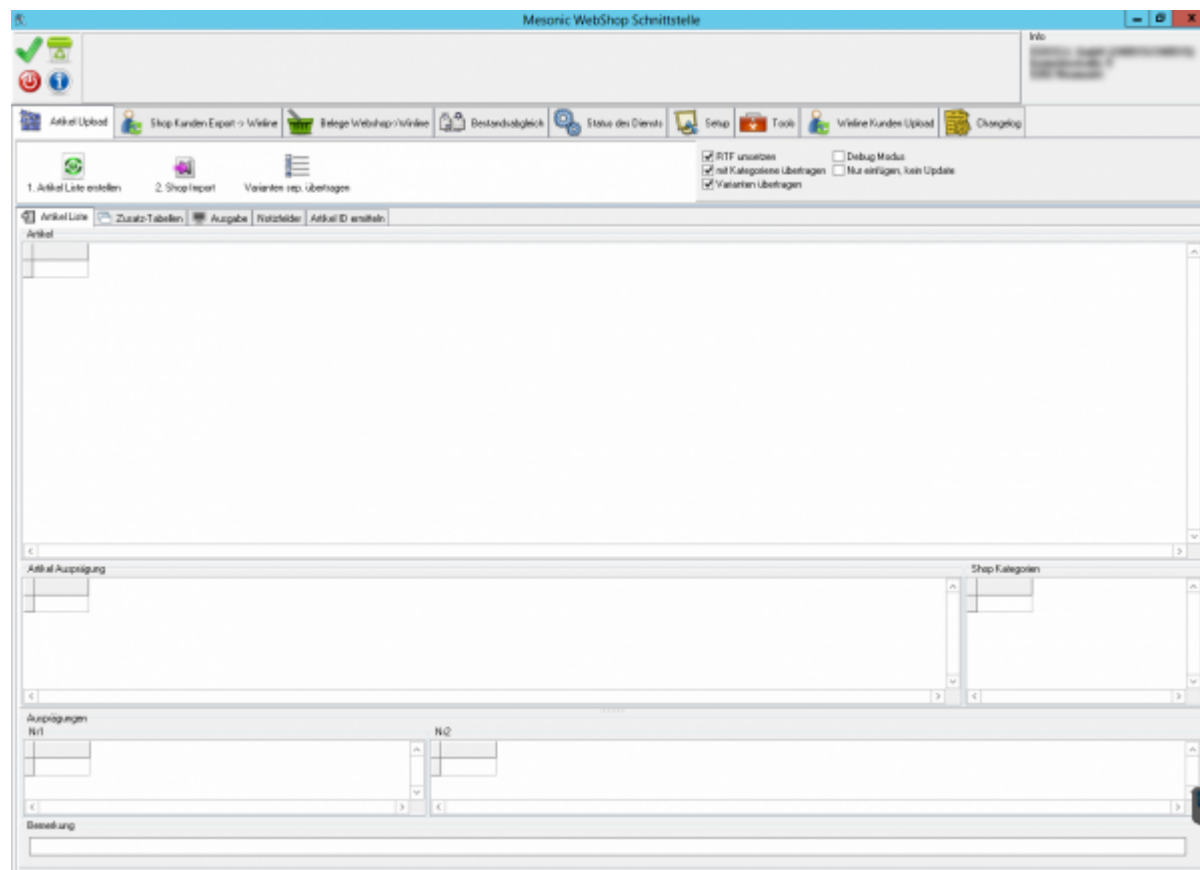 Mesonic WebShop Schnittstelle
Info
Artikel Upload
Shop Kunden Export -> Winline
Belege Webshop->Winline
Bestandsabgleich
Status des Diensts
Setup
Tools
Winline Kunden Upload
Changelog
1. Artikel Liste erstellen
2. Shop Import
Varianten sep. übertragen
RTF umsetzen
Debug Modus
mit Kategoriene übertragen
Nur einfügen, kein Update
Varianten übertragen
Artikel Liste
Zusatz-Tabellen
Ausgabe
Notizfelder
Artikel ID ermitteln
Artikel
Artikel Ausprägung
Shop Kategorien
Ausprägungen
Nr1
Nr2
Bemerkung